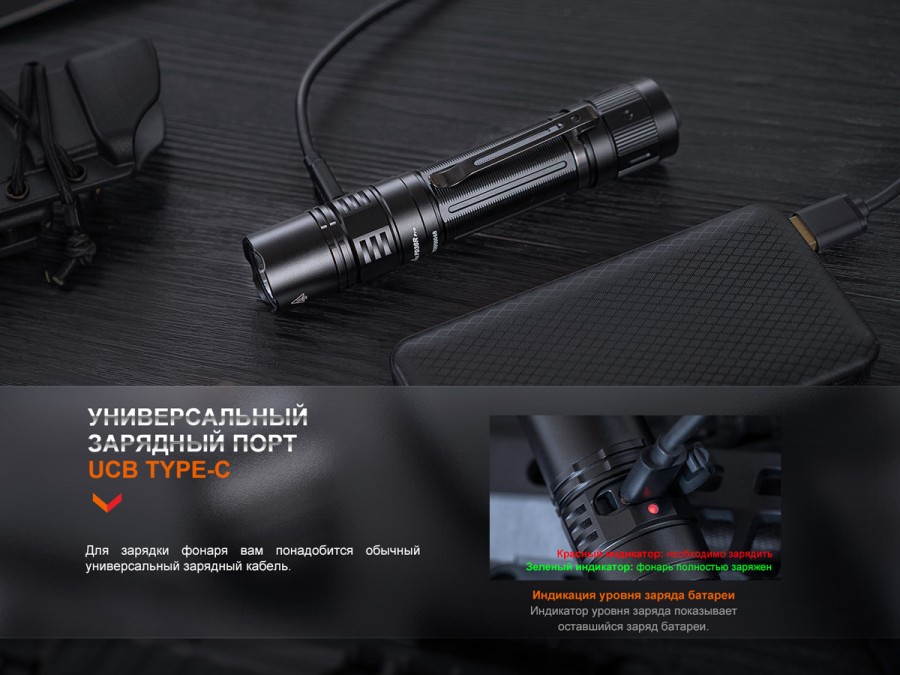 УНИВЕРСАЛЬНЫЙ
ЗАРЯДНЫЙ ПОРТ
UCB TYPE-C
Для зарядки фонаря вам понадобится обычный
универсальный зарядный кабель.
Красный индикатор: необходимо зарядить
Зеленый индикатор: фонарь полностью заряжен
Индикация уровня заряда батареи
Индикатор уровня заряда показывает
оставшийся заряд батареи.